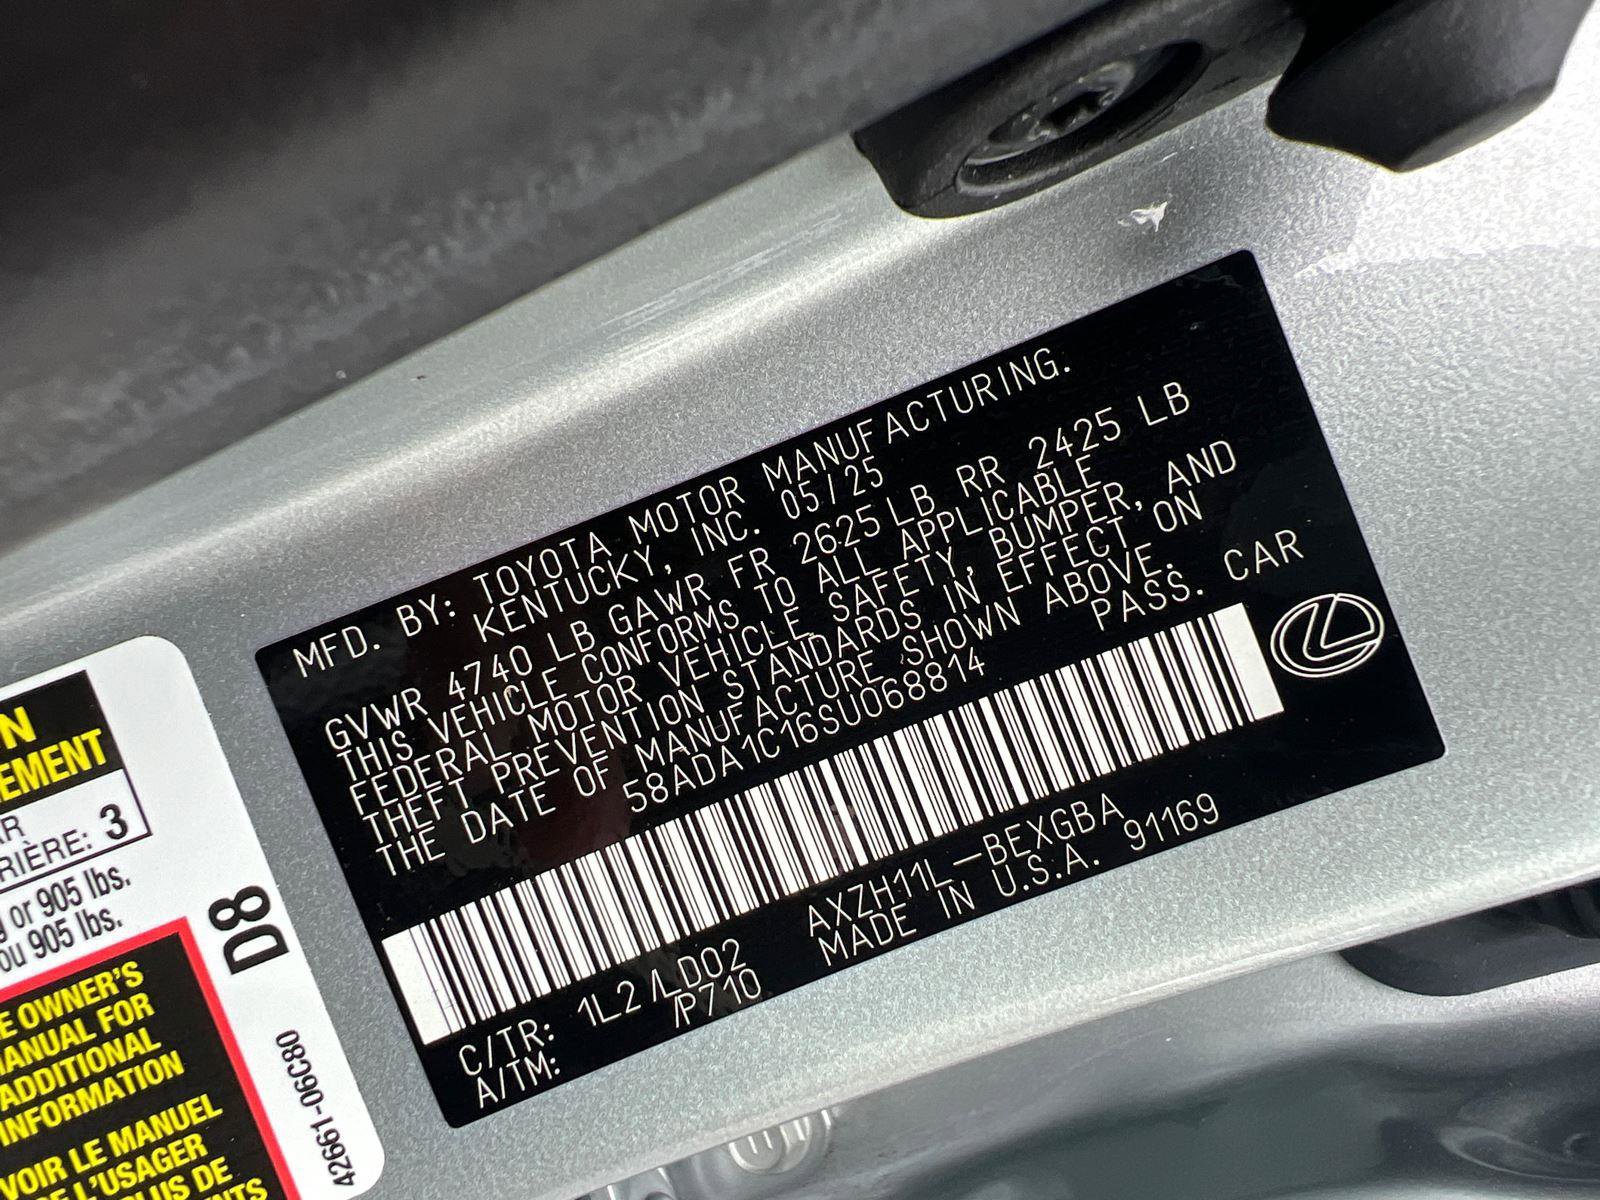 MFD. BY: TOYOTA MOTOR MANUFACTURING.
KENTUCKY, INC. 05/25
GVWR 4740 LB GAWR FR 2625 LB RR 2425 LB
THIS VEHICLE CONFORMS TO ALL APPLICABLE
FEDERAL MOTOR VEHICLE SAFETY, BUMPER, AND
THEFT PREVENTION STANDARDS IN EFFECT ON
THE DATE OF MANUFACTURE SHOWN ABOVE.
58ADA1C16SU068814 PASS. CAR
C/TR: 1L2 /LD02 AXZH11L-BEXGBA
A/TM: /P710 MADE IN U.S.A. 91169
3
or 905 lbs.
ou 905 lbs.
D8
OWNER'S
MANUAL FOR
ADDITIONAL
INFORMATION
VOIR LE MANUEL
L'USAGER
DE
42661-06C80